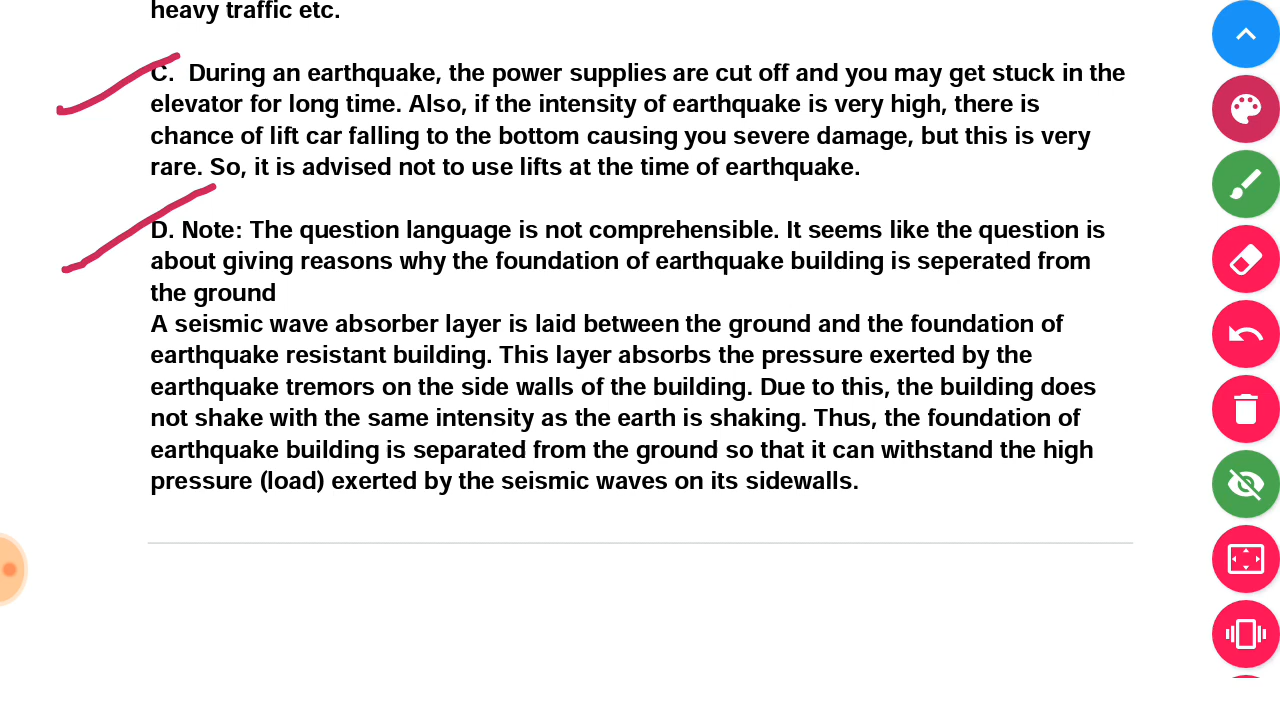 heavy traffic etc.
C.  During an earthquake, the power supplies are cut off and you may get stuck in the
elevator for long time. Also, if the intensity of earthquake is very high, there is
chance of lift car falling to the bottom causing you severe damage, but this is very
rare. So, it is advised not to use lifts at the time of earthquake.
D. Note: The question language is not comprehensible. It seems like the question is
about giving reasons why the foundation of earthquake building is seperated from
the ground
A seismic wave absorber layer is laid between the ground and the foundation of
earthquake resistant building. This layer absorbs the pressure exerted by the
earthquake tremors on the side walls of the building. Due to this, the building does
not shake with the same intensity as the earth is shaking. Thus, the foundation of
earthquake building is separated from the ground so that it can withstand the high
pressure (load) exerted by the seismic waves on its sidewalls.